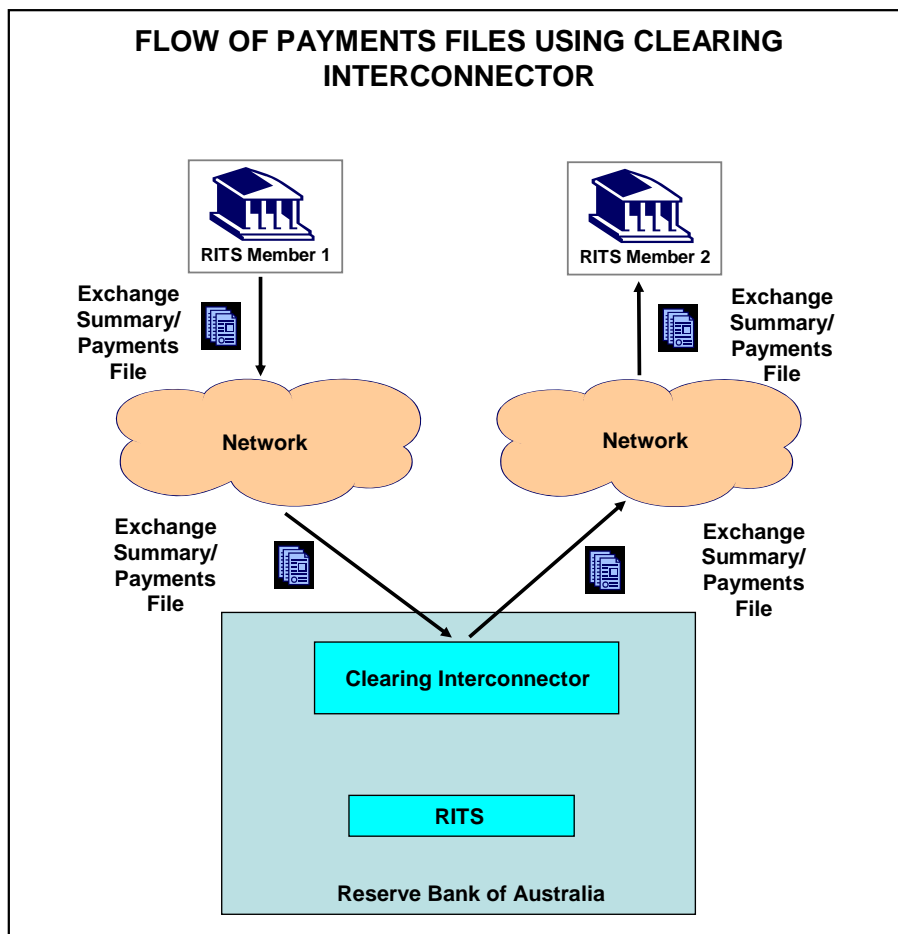 FLOW OF PAYMENTS FILES USING CLEARING
INTERCONNECTOR
RITS Member 1
RITS Member 2
Exchange
Summary/
Payments
File
Exchange
Summary/
Payments
File
Network
Network
Exchange
Summary/
Payments
File
Exchange
Summary/
Payments
File
Clearing Interconnector
RITS
Reserve Bank of Australia